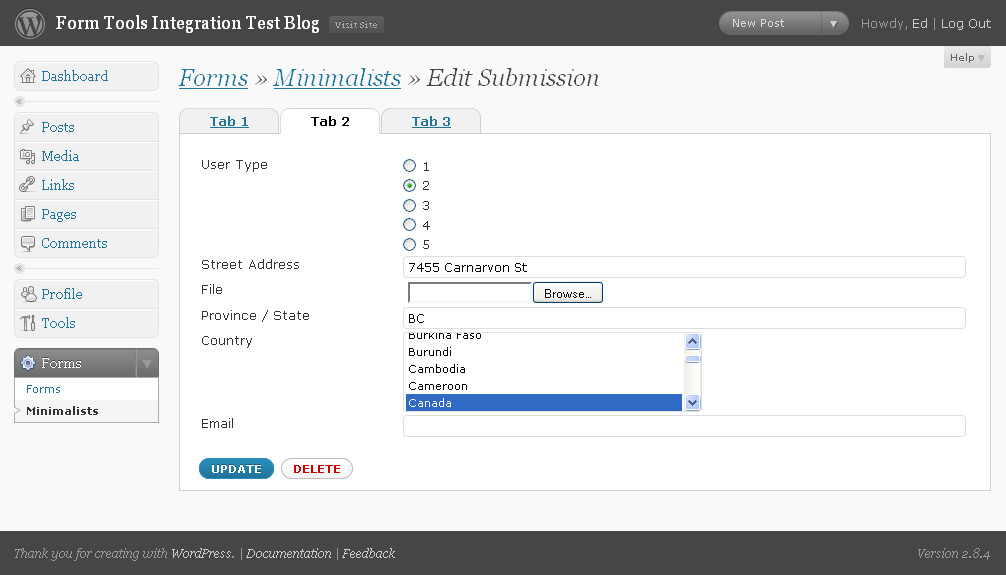 Form Tools Integration Test Blog Visit Site New Post Howdy, Ed | Log Out
Help
Dashboard
Posts
Media
Links
Pages
Comments
Profile
Tools
Forms
Forms
Minimalists
Forms » Minimalists » Edit Submission
Tab 1 Tab 2 Tab 3
User Type
1
2
3
4
5
Street Address 7455 Carnarvon St
File Browse...
Province / State BC
Country
Burkina Faso
Burundi
Cambodia
Cameroon
Canada
Email
UPDATE DELETE
Thank you for creating with WordPress. | Documentation | Feedback Version 2.8.4